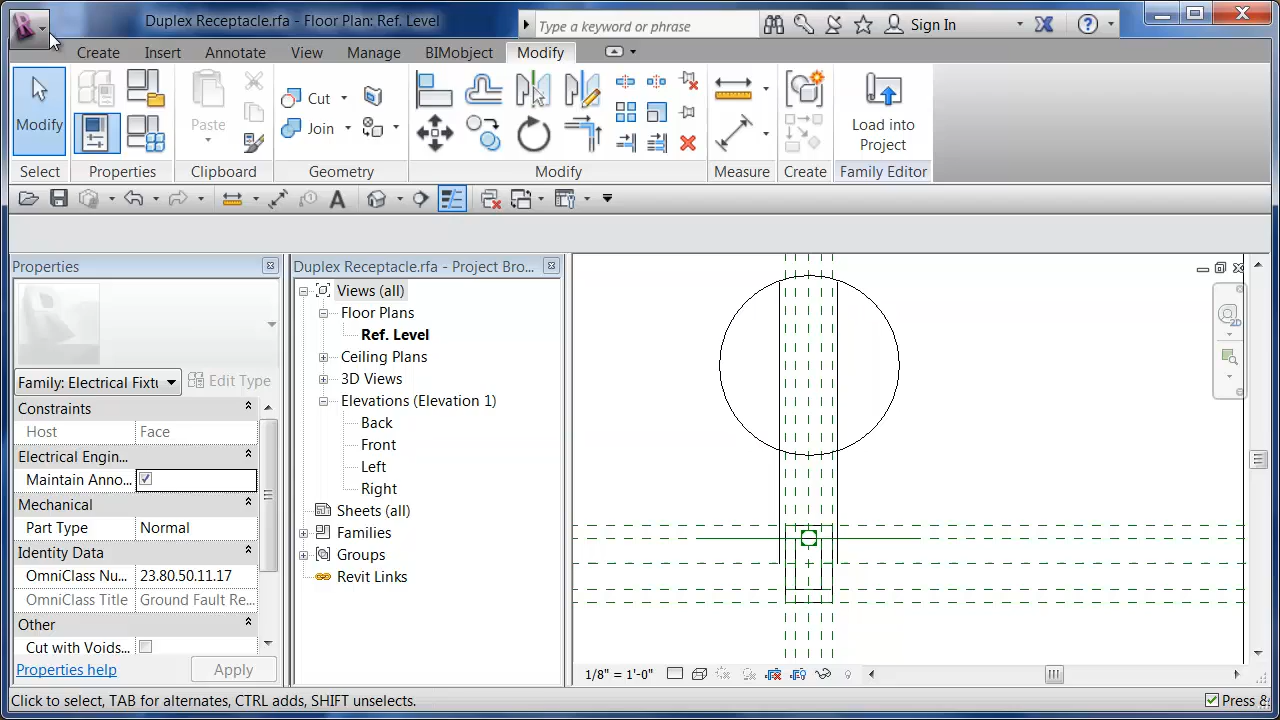 Duplex Receptacle.rfa - Floor Plan: Ref. Level
Type a keyword or phrase
Sign In
Create
Insert
Annotate
View
Manage
BIMobject
Modify
Modify
Cut
Join
Paste
Load into
Project
Select
Properties
Clipboard
Geometry
Modify
Measure
Create
Family Editor
Properties
Family: Electrical Fixtu
Edit Type
Constraints
Host
Face
Electrical Engin...
Maintain Anno...
Mechanical
Part Type
Normal
Identity Data
OmniClass Nu...
23.80.50.11.17
OmniClass Title
Ground Fault Re...
Other
Cut with Voids
Properties help
Apply
Duplex Receptacle.rfa - Project Bro...
Views (all)
Floor Plans
Ref. Level
Ceiling Plans
3D Views
Elevations (Elevation 1)
Back
Front
Left
Right
Sheets (all)
Families
Groups
Revit Links
2D
1/8" = 1'-0"
Click to select, TAB for alternates, CTRL adds, SHIFT unselects.
Press &